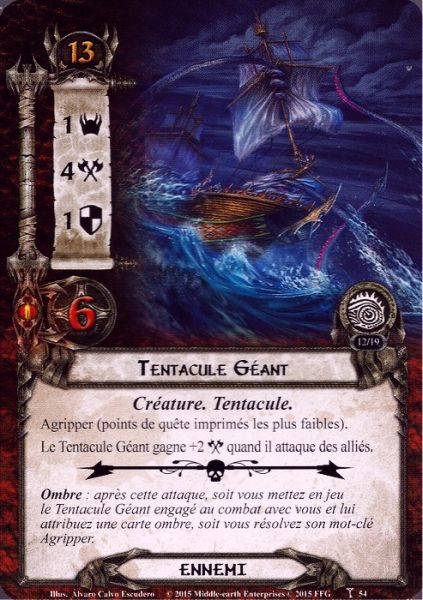 13
1
4
1
6
12/19
Tentacule Géant
Créature. Tentacule.
Agripper (points de quête imprimés les plus faibles).
Le Tentacule Géant gagne +2 quand il attaque des alliés.
Ombre : après cette attaque, soit vous mettez en jeu
le Tentacule Géant engagé au combat avec vous et lui
attribuez une carte ombre, soit vous résolvez son mot-clé
Agripper.
ENNEMI
Illus. Alvaro Calvo Escudero © 2015 Middle-earth Enterprises © 2015 FFG 54